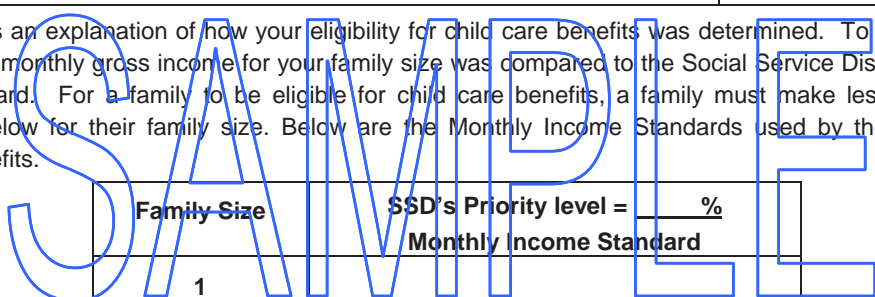 s an explanation of how your eligibility for child care benefits was determined. To
monthly gross income for your family size was compared to the Social Service Dis
ard. For a family to be eligible for child care benefits, a family must make les
elow for their family size. Below are the Monthly Income Standards used by the
efits.
Family Size
SSD's Priority level = ______%
Monthly Income Standard
1
SAMPLE